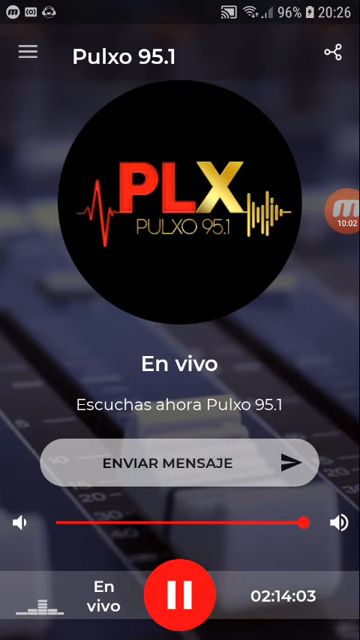 96% 20:26
Pulxo 95.1
PLX
PULXO 95.1
10:02
En vivo
Escuchas ahora Pulxo 95.1
ENVIAR MENSAJE
En
vivo
02:14:03